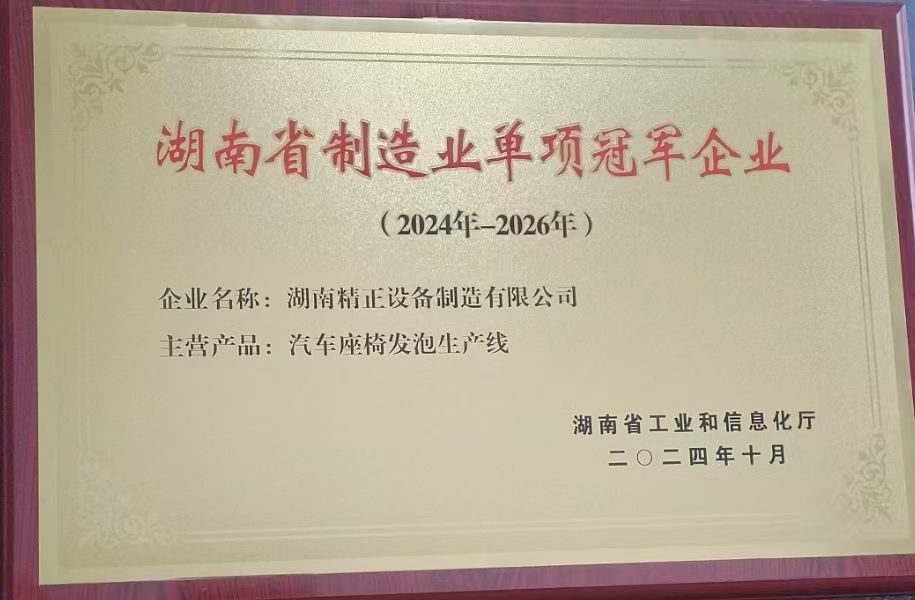 湖南省制造业单项冠军企业
（2024年-2026年）
企业名称：湖南精正设备制造有限公司
主营产品：汽车座椅发泡生产线
湖南省工业和信息化厅
二〇二四年十月